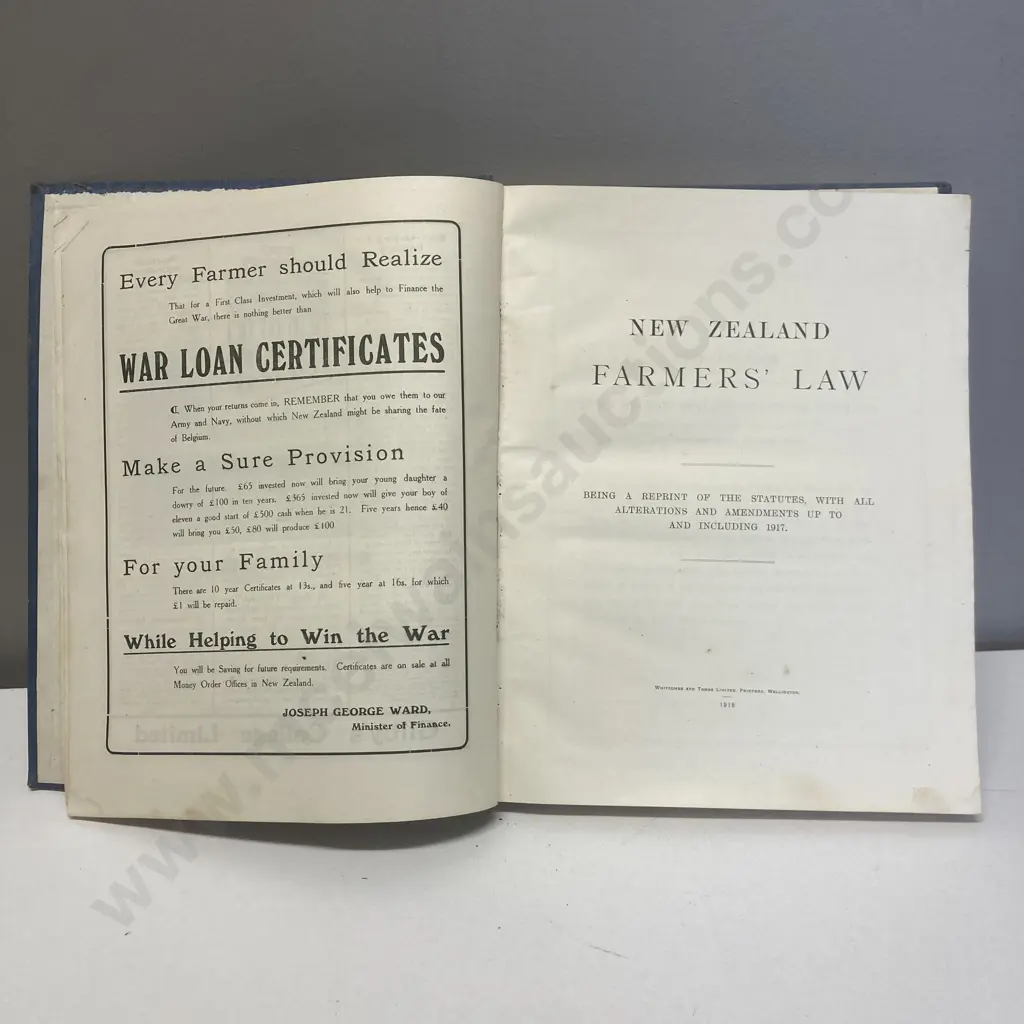 Every Farmer should Realize
That for a First Class Investment, which will also help to Finance the
Great War, there is nothing better than
WAR LOAN CERTIFICATES
₵ When your returns come in, REMEMBER that you owe them to our
Army and Navy, without which New Zealand might be sharing the fate
of Belgium.
Make a Sure Provision
For the future. £65 invested now will bring your young daughter a
dowry of £100 in ten years. £365 invested now will give your boy of
eleven a good start of £500 cash when he is 21. Five years hence £40
will bring you £50, £80 will produce £100
For your Family
There are 10 year Certificates at 13s., and five year at 16s. for which
£1 will be repaid.
While Helping to Win the War
You will be Saving for future requirements. Certificates are on sale at all
Money Order Offices in New Zealand.
JOSEPH GEORGE WARD,
Minister of Finance.
NEW ZEALAND
FARMERS' LAW
BEING A REPRINT OF THE STATUTES, WITH ALL
ALTERATIONS AND AMENDMENTS UP TO
AND INCLUDING 1917.
Whitcombe and Tombs Limited, Printers, Wellington.
1918